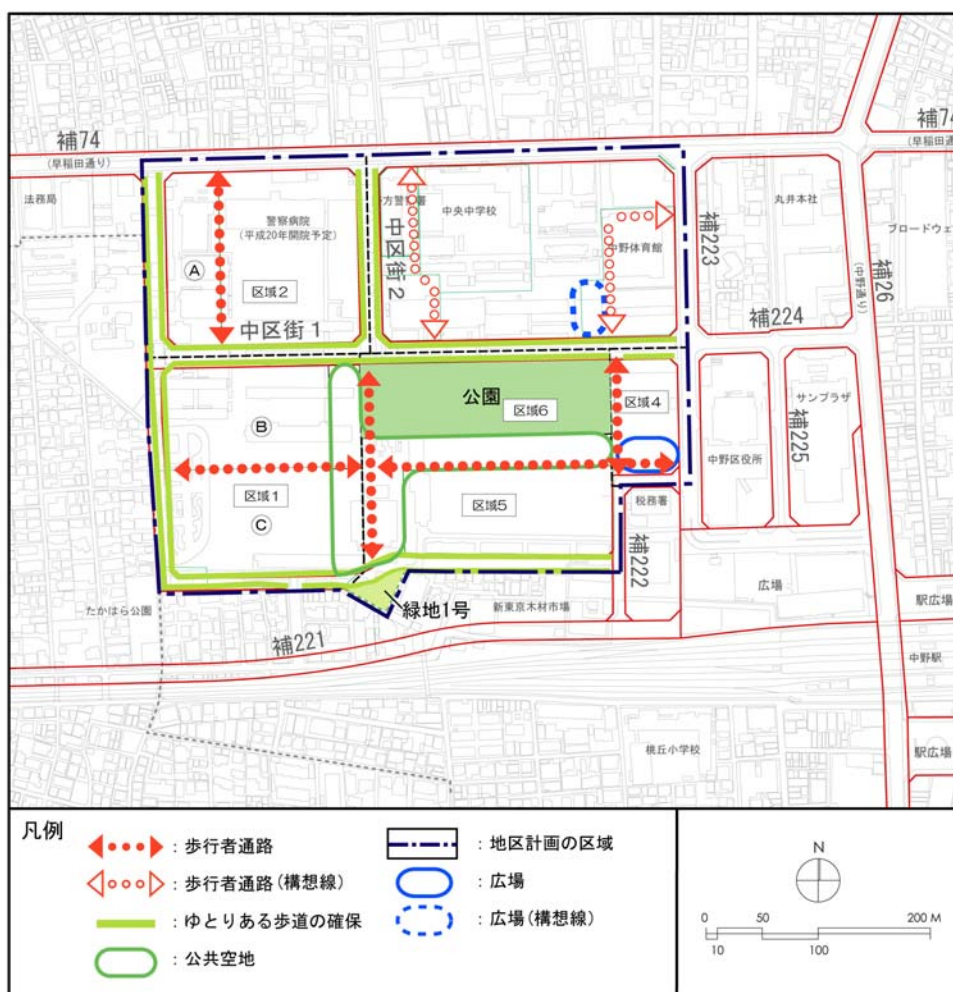 補74
(早稲田通り)
補74
(早稲田通り)
法務局
警察病院
(平成20年開院予定)
中央中学校
丸井本社
中区街2
中野体育館
補223
ブロードウェ
補26
(中野通り)
A
区域2
中区街1
補224
公園
区域6
区域4
サンプラザ
補225
B
中野区役所
区域1
区域5
税務署
C
補222
広場
緑地1号
新東京木材市場
たかはら公園
補221
駅広場
中野駅
桃丘小学校
駅広場
凡例
: 歩行者通路
: 歩行者通路(構想線)
: ゆとりある歩道の確保
: 公共空地
: 地区計画の区域
: 広場
: 広場(構想線)
N
0 50 200 M
10 100